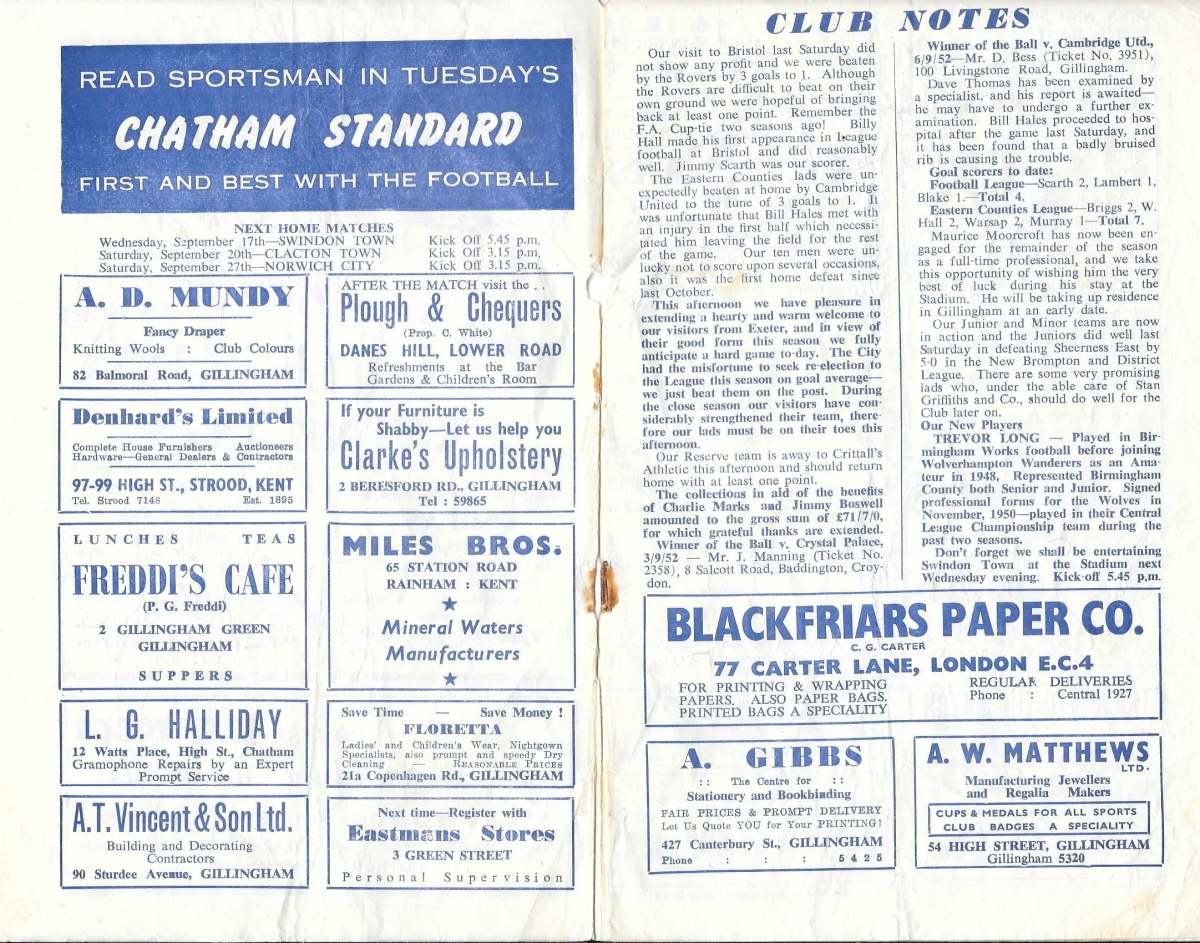 READ SPORTSMAN IN TUESDAY'S
CHATHAM STANDARD
FIRST AND BEST WITH THE FOOTBALL
NEXT HOME MATCHES
Wednesday, September 17th—SWINDON TOWN Kick Off 5.45 p.m,
Saturday, September 20th—CLACTON TOWN Kick Off 3.15 p.m,
Saturday, September 27th—NORWICH CITY Kick Off 3.15 p.m.
A. D. MUNDY
Fancy Draper
Knitting Wools : Club Colours
82 Balmoral Road, GILLINGHAM
AFTER THE MATCH visit the . .
Plough & Chequers
(Prop. C. White)
DANES HILL, LOWER ROAD
Refreshments at the Bar
Gardens & Children's Room
Denhard's Limited
Complete House Furnishers Auctioneers
Hardware—General Dealers & Contractors
97-99 HIGH ST., STROOD, KENT
Tel. Strood 7148 Est. 1895
If your Furniture is
Shabby—Let us help you
Clarke's Upholstery
2 BERESFORD RD., GILLINGHAM
Tel : 59865
LUNCHES TEAS
FREDDI'S CAFE
(P. G. Freddi)
2 GILLINGHAM GREEN
GILLINGHAM
SUPPERS
MILES BROS.
65 STATION ROAD
RAINHAM : KENT
★
Mineral Waters
Manufacturers
★
L. G. HALLIDAY
12 Watts Place, High St., Chatham
Gramophone Repairs by an Expert
Prompt Service
Save Time — Save Money !
FLORETTA
Ladies' and Children's Wear, Nightgown
Specialists, also prompt and speedy Dry
Cleaning — REASONABLE PRICES
21a Copenhagen Rd., GILLINGHAM
A.T. Vincent & Son Ltd.
Building and Decorating
Contractors
90 Sturdee Avenue, GILLINGHAM
Next time—Register with
Eastmans Stores
3 GREEN STREET
Personal Supervision
CLUB NOTES
Our visit to Bristol last Saturday did
not show any profit and we were beaten
by the Rovers by 3 goals to 1. Although
the Rovers are difficult to beat on their
own ground we were hopeful of bringing
back at least one point. Remember the
F.A. Cup-tie two seasons ago! Billy
Hall made his first appearance in League
football at Bristol and did reasonably
well. Jimmy Scarth was our scorer.
The Eastern Counties lads were un-
expectedly beaten at home by Cambridge
United to the tune of 3 goals to 1. It
was unfortunate that Bill Hales met with
an injury in the first half which necessi-
tated him leaving the field for the rest
of the game. Our ten men were un-
lucky not to score upon several occasions,
also it was the first home defeat since
last October.
This afternoon we have pleasure in
extending a hearty and warm welcome to
our visitors from Exeter, and in view of
their good form this season we fully
anticipate a hard game to-day. The City
had the misfortune to seek re-election to
the League this season on goal average—
we just beat them on the post. During
the close season our visitors have con-
siderably strengthened their team, there-
fore our lads must be on their toes this
afternoon.
Our Reserve team is away to Crittall's
Athletic this afternoon and should return
home with at least one point.
The collections in aid of the benefits
of Charlie Marks and Jimmy Boswell
amounted to the gross sum of £71/7/0,
for which grateful thanks are extended.
Winner of the Ball v. Crystal Palace,
3/9/52 — Mr. J. Manning (Ticket No.
2358), 8 Salcott Road, Baddington, Croy-
don.
Winner of the Ball v. Cambridge Utd.,
6/9/52—Mr. D. Bess (Ticket No. 3951),
100 Livingstone Road, Gillingham.
Dave Thomas has been examined by
a specialist, and his report is awaited—
he may have to undergo a further ex-
amination. Bill Hales proceeded to hos-
pital after the game last Saturday, and
it has been found that a badly bruised
rib is causing the trouble.
Goal scorers to date:
Football League—Scarth 2, Lambert 1,
Blake 1.—Total 4.
Eastern Counties League—Briggs 2, W.
Hall 2, Warsap 2, Murray 1—Total 7.
Maurice Moorcroft has now been en-
gaged for the remainder of the season
as a full-time professional, and we take
this opportunity of wishing him the very
best of luck during his stay at the
Stadium. He will be taking up residence
in Gillingham at an early date.
Our Junior and Minor teams are now
in action and the Juniors did well last
Saturday in defeating Sheerness East by
5-0 in the New Brompton and District
League. There are some very promising
lads who, under the able care of Stan
Griffiths and Co., should do well for the
Club later on.
Our New Players
TREVOR LONG — Played in Bir-
mingham Works football before joining
Wolverhampton Wanderers as an Ama-
teur in 1948, Represented Birmingham
County both Senior and Junior. Signed
professional forms for the Wolves in
November, 1950—played in their Central
League Championship team during the
past two seasons.
Don't forget we shall be entertaining
Swindon Town at the Stadium next
Wednesday evening. Kick-off 5.45 p.m.
BLACKFRIARS PAPER CO.
C. G. CARTER
77 CARTER LANE, LONDON E.C.4
FOR PRINTING & WRAPPING
PAPERS. ALSO PAPER BAGS.
PRINTED BAGS A SPECIALITY
REGULAR DELIVERIES
Phone : Central 1927
A. GIBBS
: : The Centre for : :
Stationery and Bookbinding
FAIR PRICES & PROMPT DELIVERY
Let Us Quote YOU for Your PRINTING!
427 Canterbury St., GILLINGHAM
Phone : : : 5425
A. W. MATTHEWS
LTD.
Manufacturing Jewellers
and Regalia Makers
CUPS & MEDALS FOR ALL SPORTS
CLUB BADGES A SPECIALITY
54 HIGH STREET, GILLINGHAM
Gillingham 5320